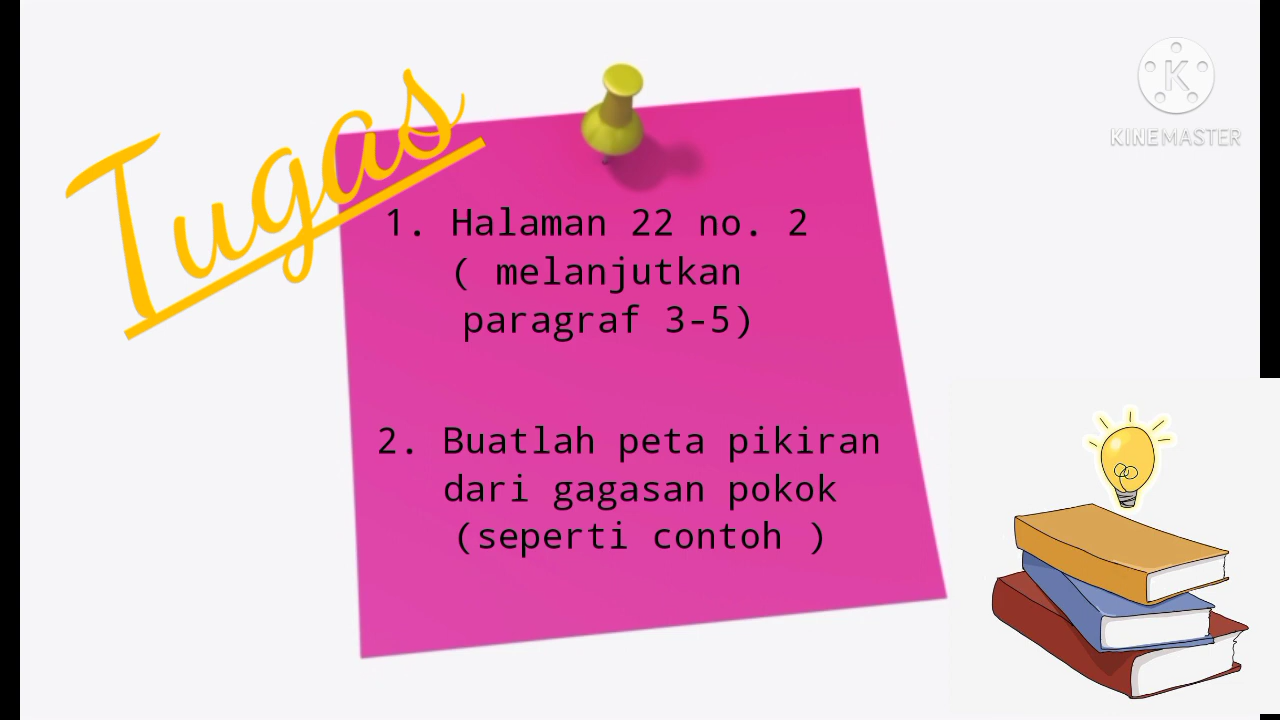 Tugas
1. Halaman 22 no. 2
( melanjutkan
paragraf 3-5)
2. Buatlah peta pikiran
dari gagasan pokok
(seperti contoh )
K
KINEMASTER